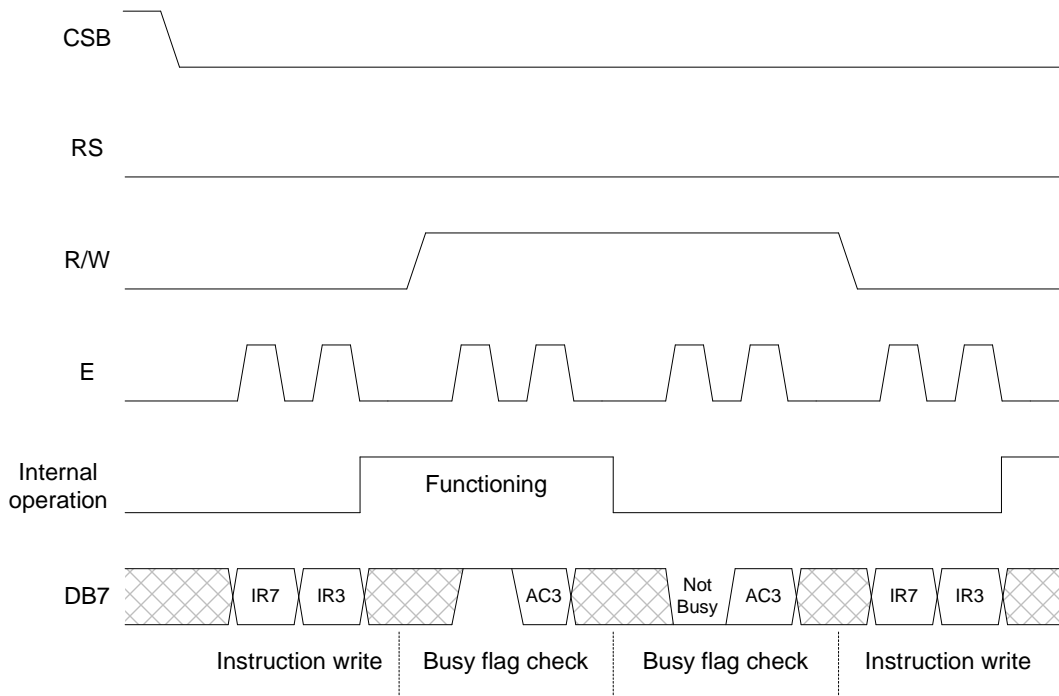 CSB
RS
R/W
E
Internal
operation
Functioning
DB7
IR7
IR3
AC3
Not
Busy
AC3
IR7
IR3
Instruction write
Busy flag check
Busy flag check
Instruction write